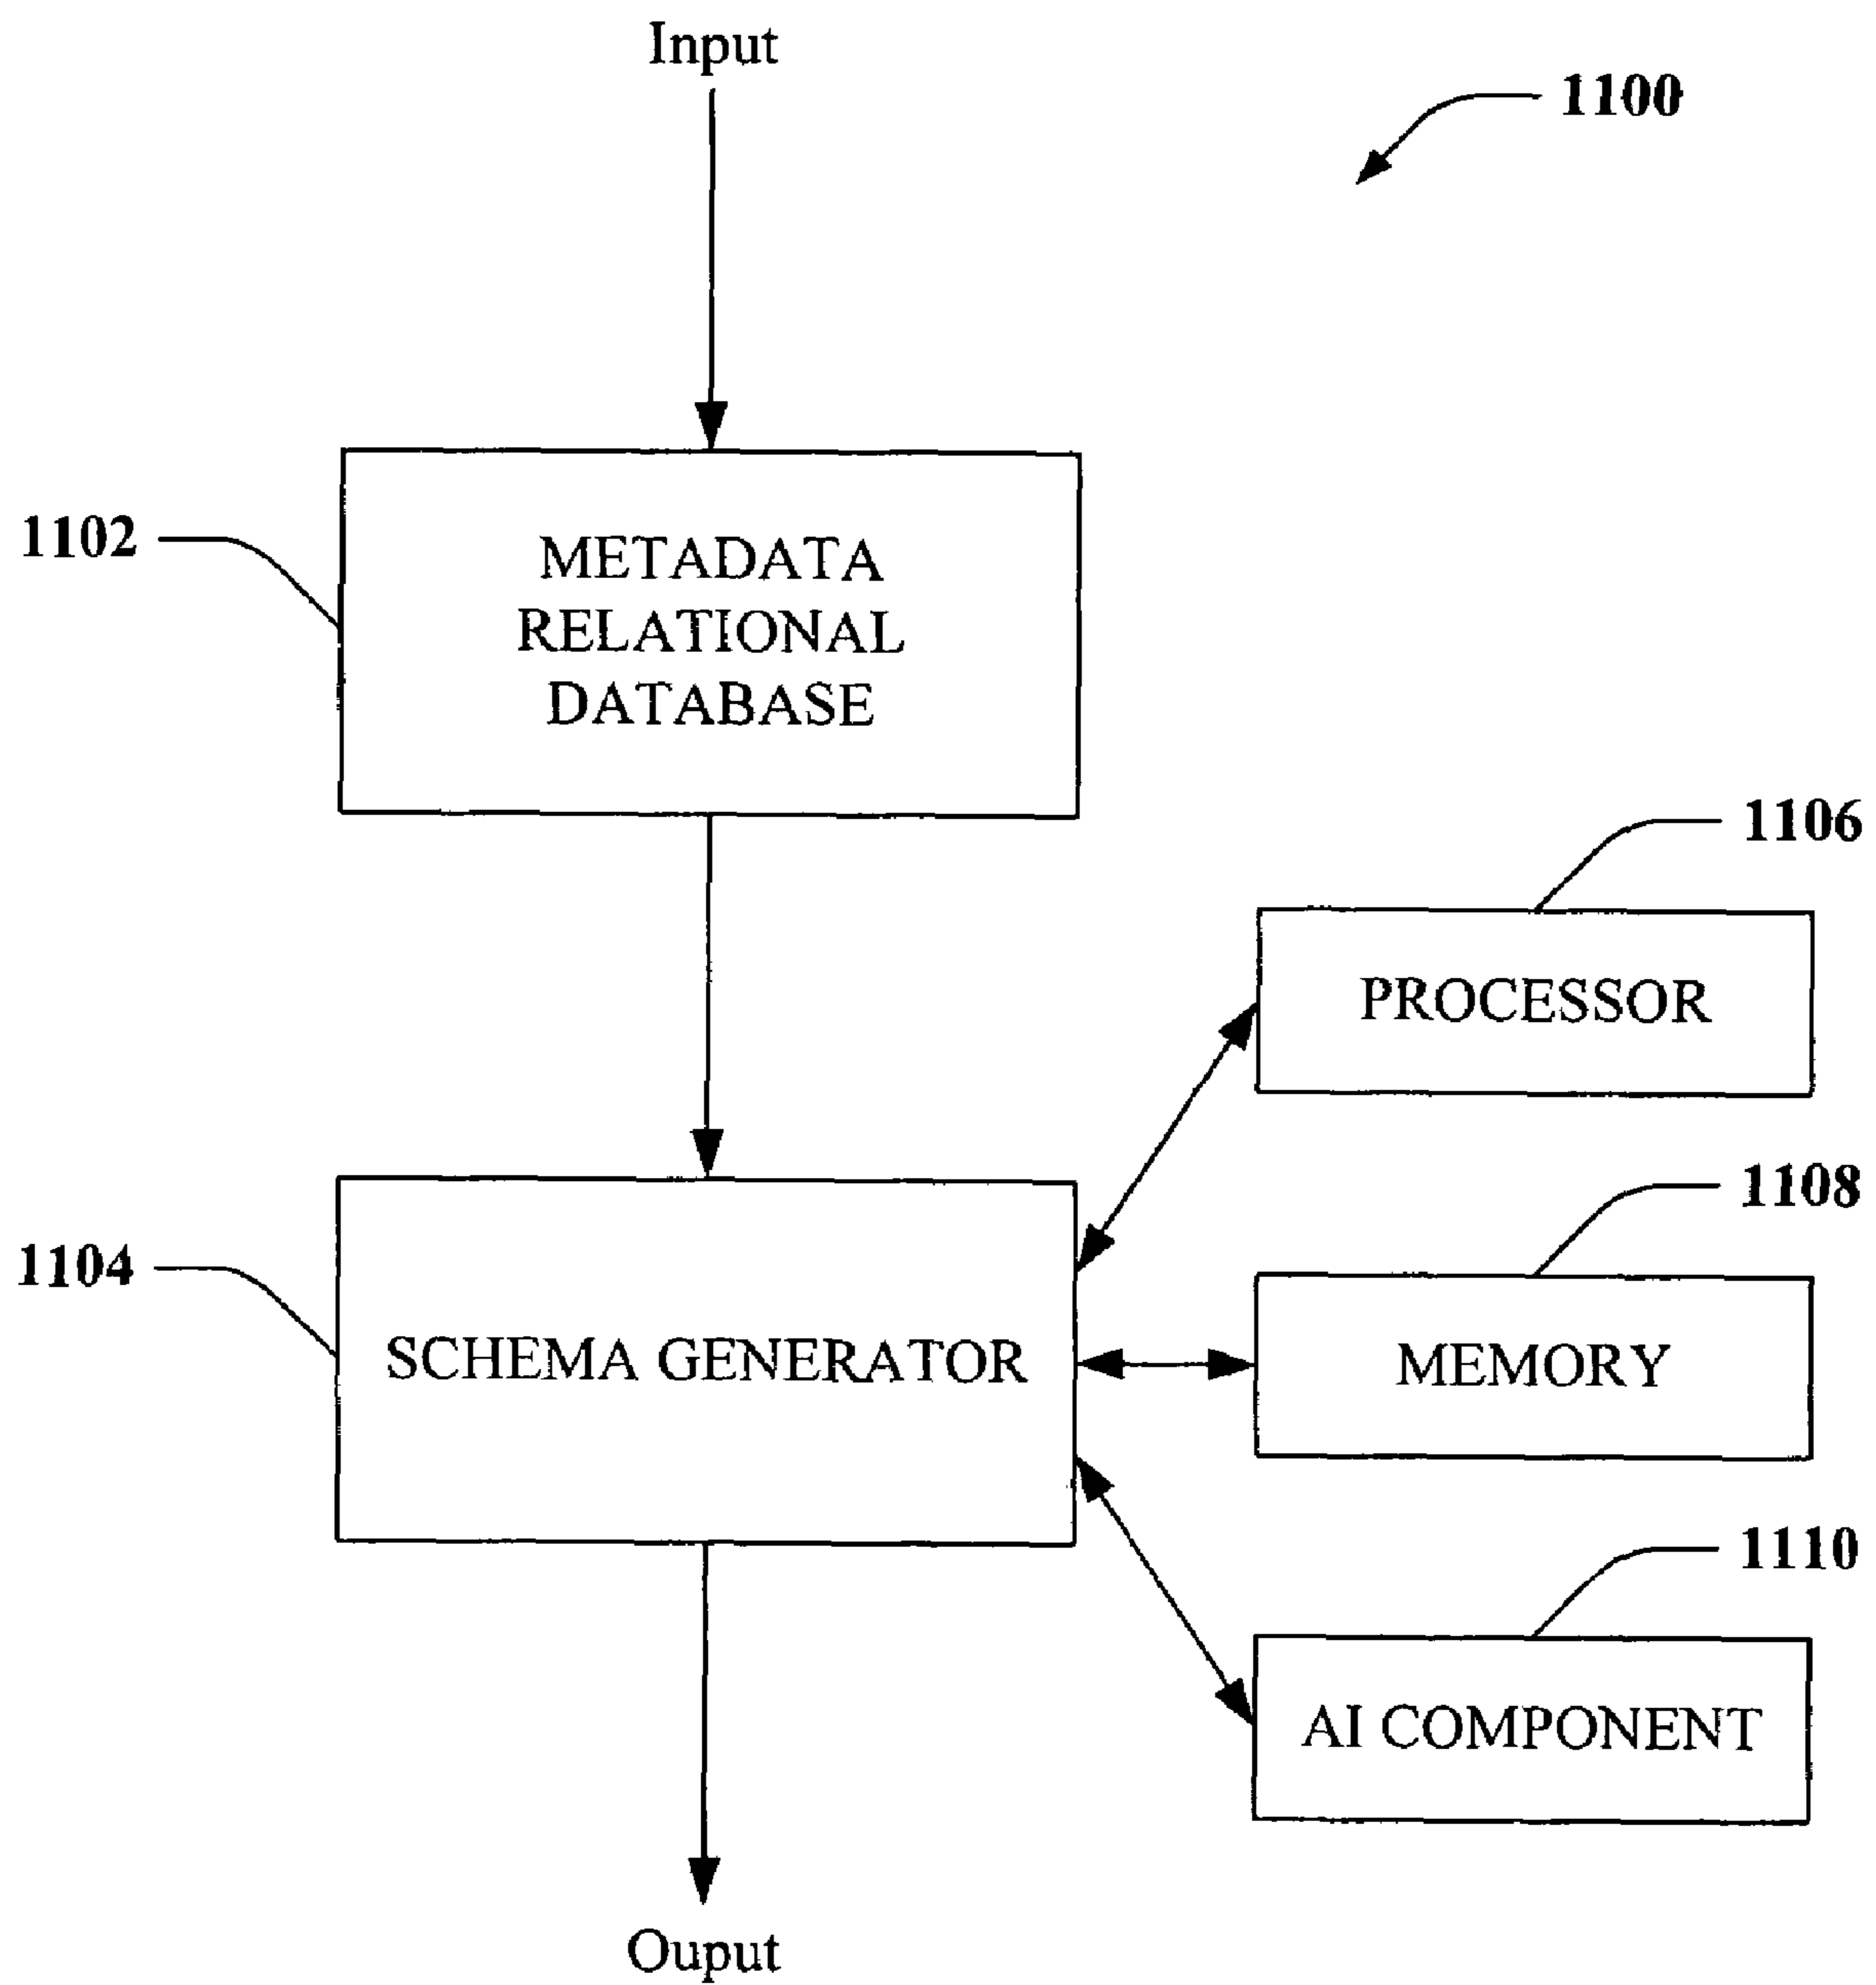 Input
1100
1102
METADATA
RELATIONAL
DATABASE
1106
PROCESSOR
1108
1104
SCHEMA GENERATOR
MEMORY
1110
AI COMPONENT
Ouput